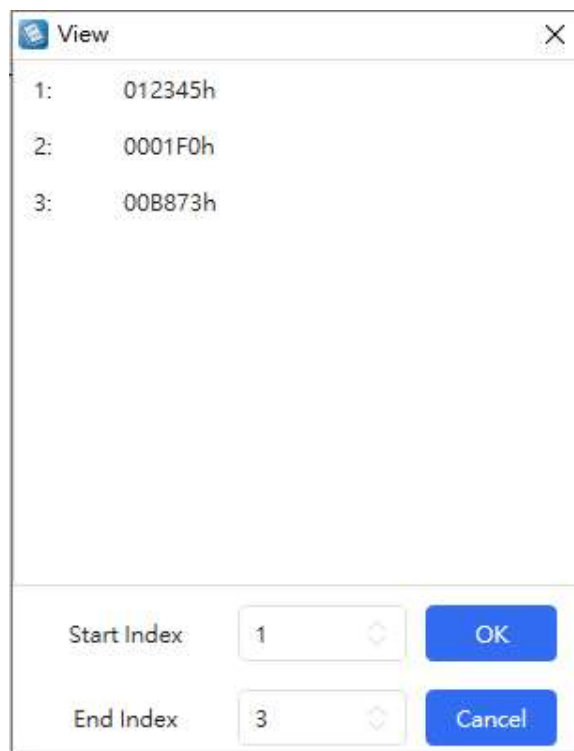 View
1: 012345h
2: 0001F0h
3: 00B873h
Start Index 1 OK
End Index 3 Cancel